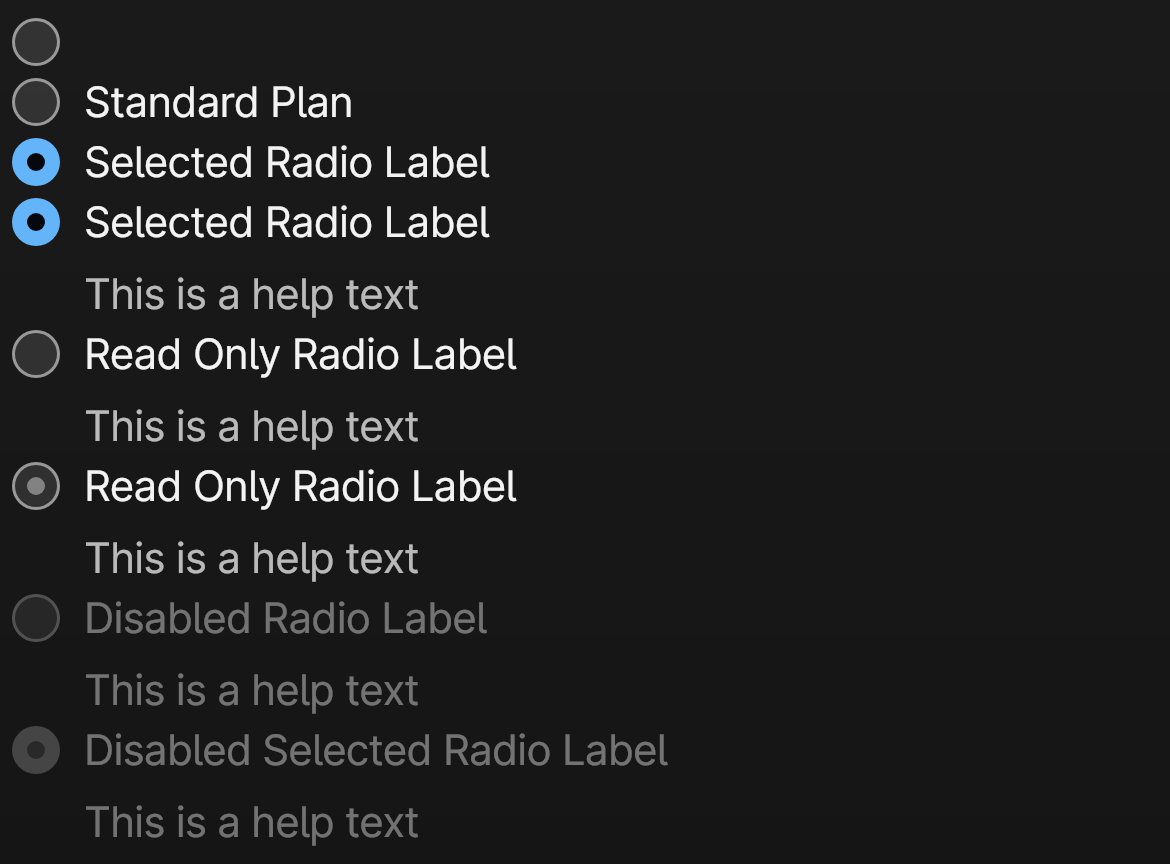 Standard Plan
Selected Radio Label
Selected Radio Label
This is a help text
Read Only Radio Label
This is a help text
Read Only Radio Label
This is a help text
Disabled Radio Label
This is a help text
Disabled Selected Radio Label
This is a help text